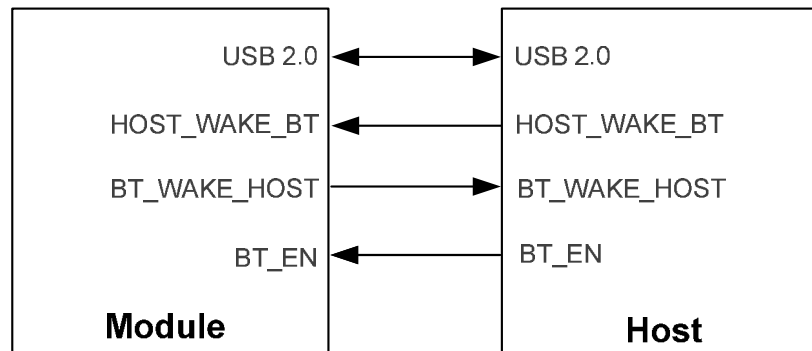 USB 2.0 USB 2.0
HOST_WAKE_BT HOST_WAKE_BT
BT_WAKE_HOST BT_WAKE_HOST
BT_EN BT_EN
Module Host